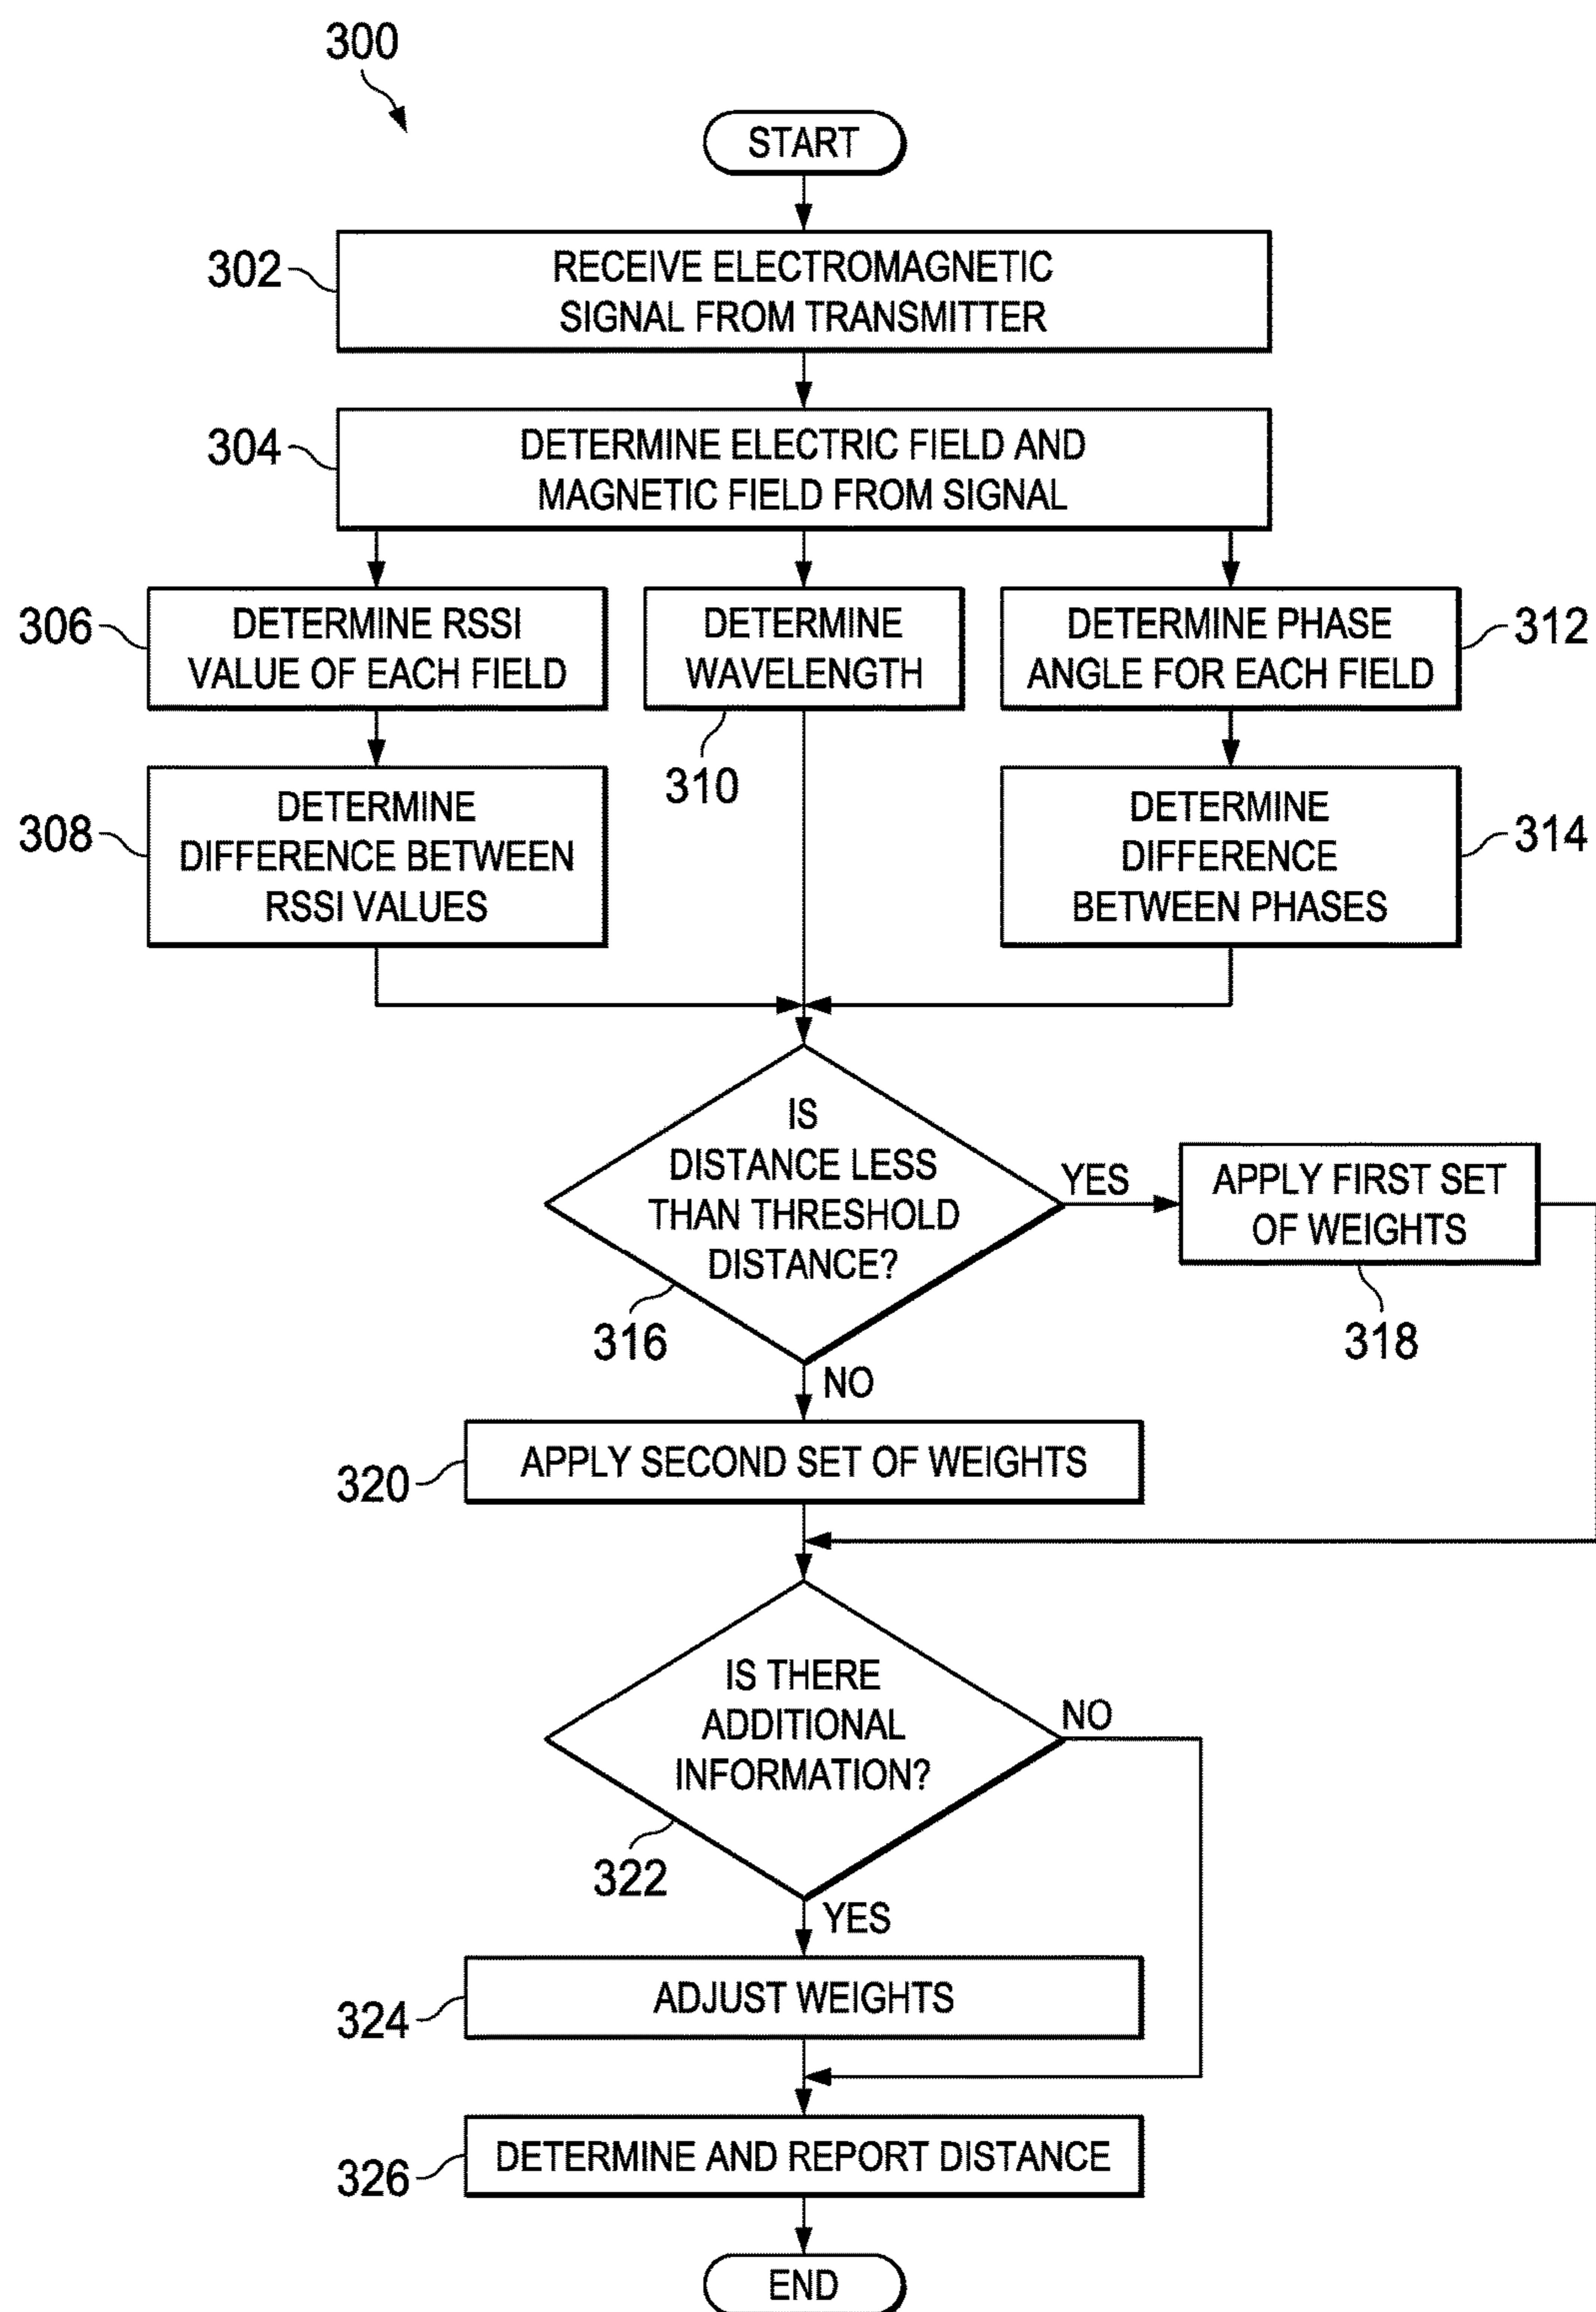 300
START
302
RECEIVE ELECTROMAGNETIC
SIGNAL FROM TRANSMITTER
304
DETERMINE ELECTRIC FIELD AND
MAGNETIC FIELD FROM SIGNAL
306
DETERMINE RSSI
VALUE OF EACH FIELD
DETERMINE
WAVELENGTH
310
DETERMINE PHASE
ANGLE FOR EACH FIELD
312
308
DETERMINE
DIFFERENCE BETWEEN
RSSI VALUES
DETERMINE
DIFFERENCE
BETWEEN PHASES
314
IS
DISTANCE LESS
THAN THRESHOLD
DISTANCE?
316
YES
APPLY FIRST SET
OF WEIGHTS
318
NO
320
APPLY SECOND SET OF WEIGHTS
IS THERE
ADDITIONAL
INFORMATION?
322
NO
YES
324
ADJUST WEIGHTS
326
DETERMINE AND REPORT DISTANCE
END